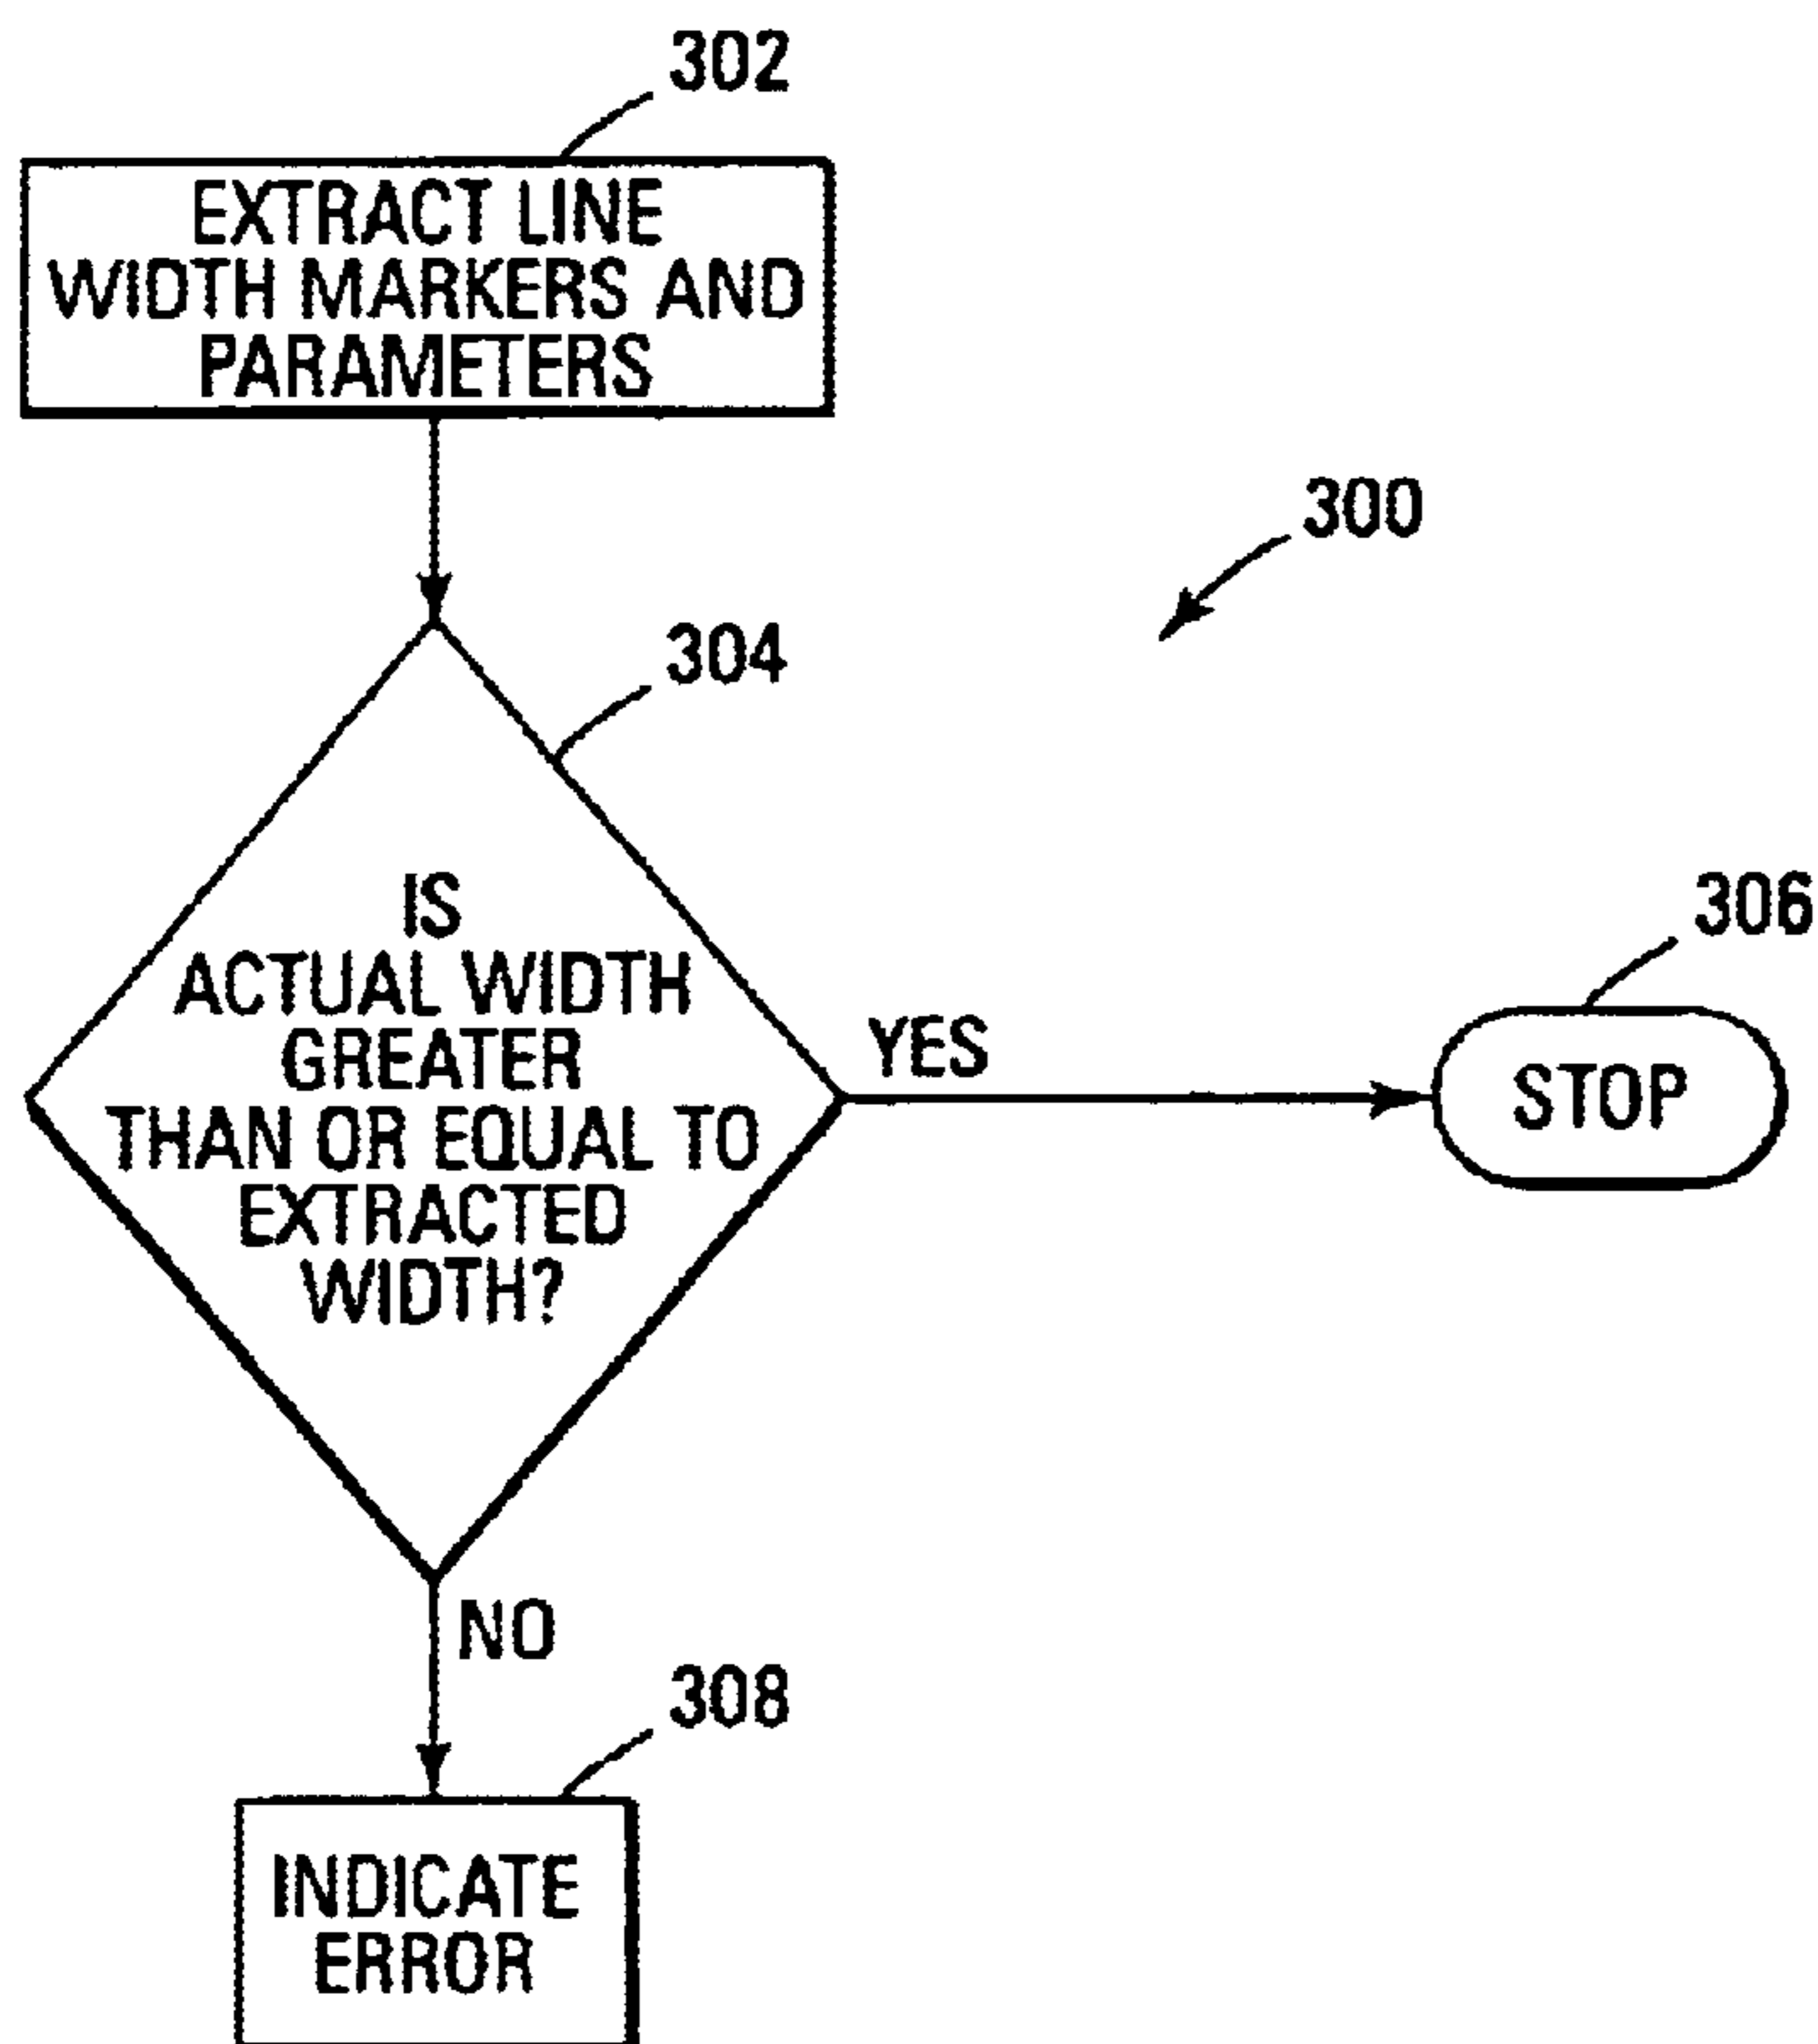 302
EXTRACT LINE
WIDTH MARKERS AND
PARAMETERS
300
304
IS
ACTUAL WIDTH
GREATER
THAN OR EQUAL TO
EXTRACTED
WIDTH?
YES
306
STOP
NO
308
INDICATE
ERROR